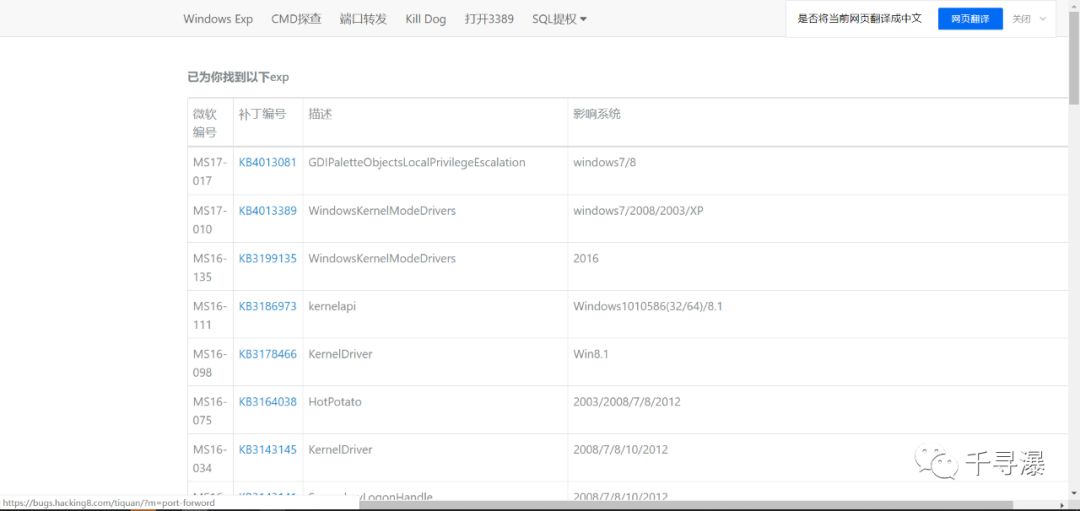 Windows Exp CMD探查 端口转发 Kill Dog 打开3389 SQL提权 是否将当前网页翻译成中文 网页翻译 关闭
已为你找到以下exp
微软编号 补丁编号 描述 影响系统
MS17-017 KB4013081 GDIPaletteObjectsLocalPrivilegeEscalation windows7/8
MS17-010 KB4013389 WindowsKernelModeDrivers windows7/2008/2003/XP
MS16-135 KB3199135 WindowsKernelModeDrivers 2016
MS16-111 KB3186973 kernelapi Windows1010586(32/64)/8.1
MS16-098 KB3178466 KernelDriver Win8.1
MS16-075 KB3164038 HotPotato 2003/2008/7/8/2012
MS16-034 KB3143145 KernelDriver 2008/7/8/10/2012
千寻瀑
2008/7/8/10/2012
https://bugs.hacking8.com/tiquan/?m=port-forword